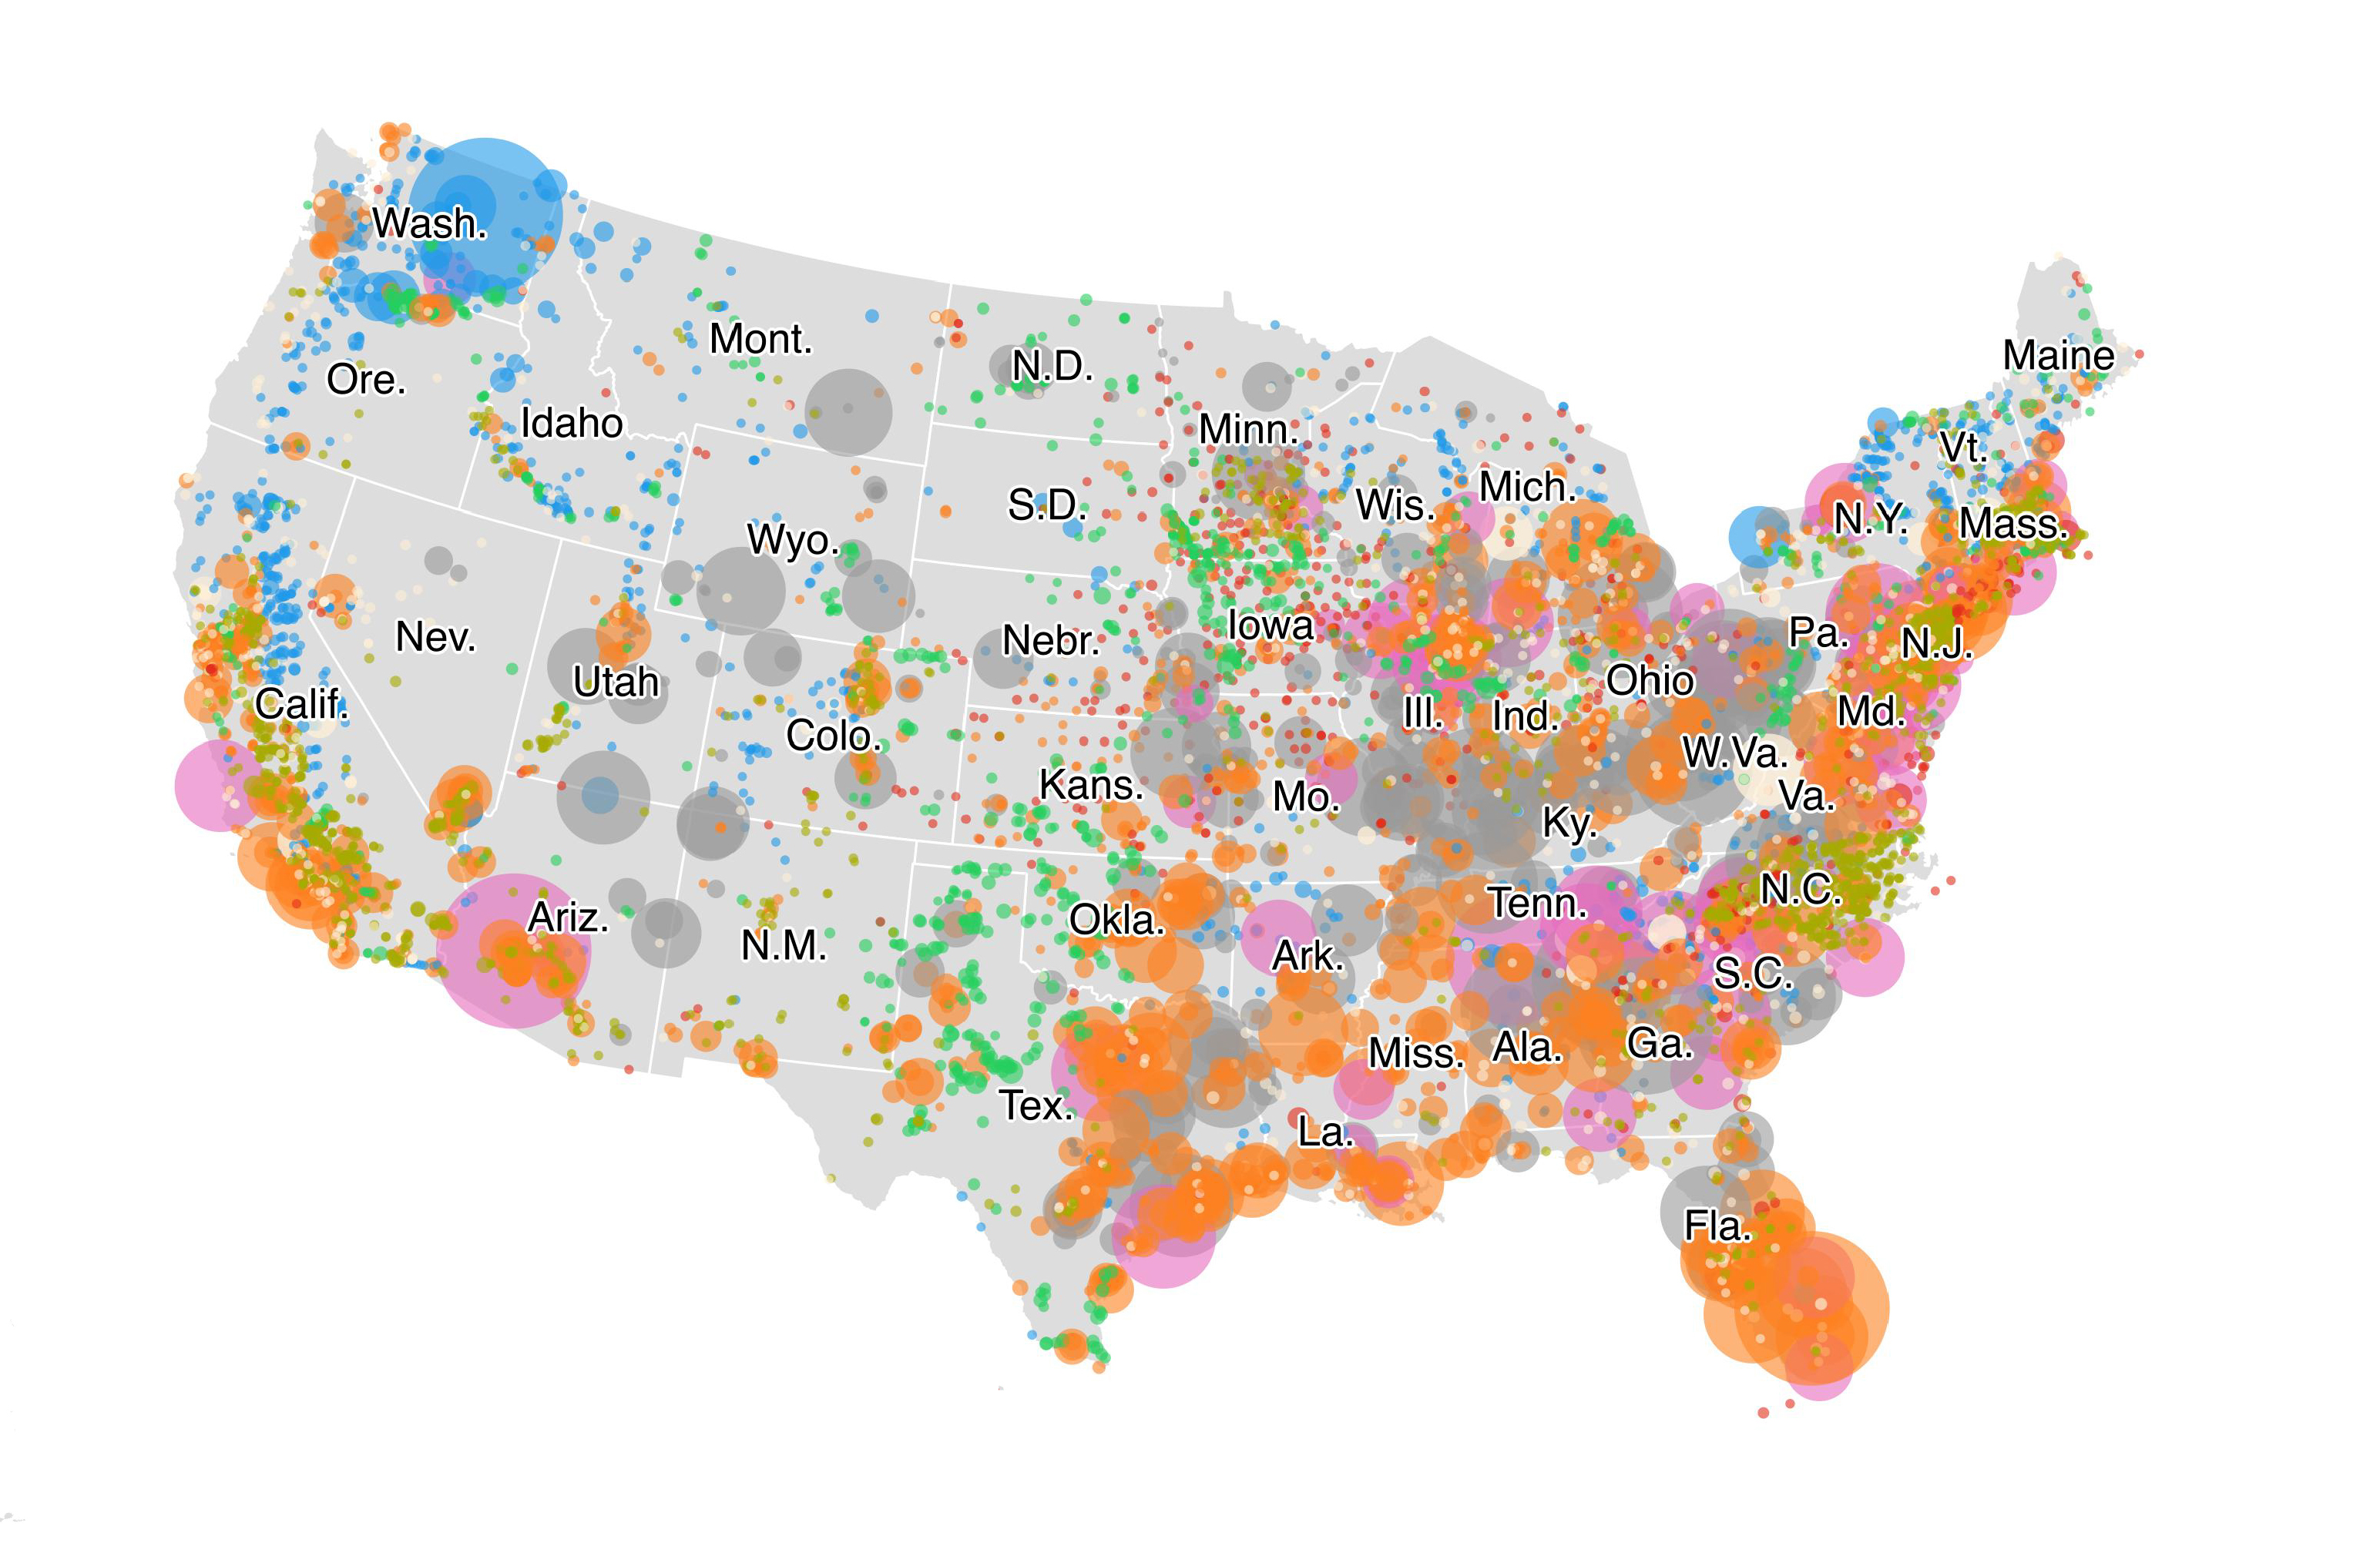 Wash.
Mont.
N.D.
Maine
Ore.
Idaho
Minn.
Vt.
Mich.
S.D.
Wis.
N.Y.
Mass.
Wyo.
Iowa
Nev.
Nebr.
Pa.
N.J.
Utah
Ohio
Calif.
Colo.
Ill.
Ind.
Md.
W.Va.
Kans.
Mo.
Va.
Ky.
N.C.
Tenn.
Ariz.
Okla.
N.M.
Ark.
S.C.
Miss.
Ala.
Ga.
Tex.
La.
Fla.